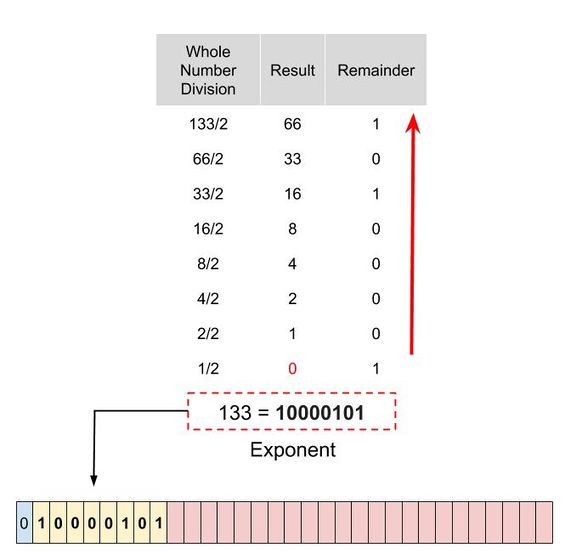 Whole Number Division Result Remainder
133/2 66 1
66/2 33 0
33/2 16 1
16/2 8 0
8/2 4 0
4/2 2 0
2/2 1 0
1/2 0 1
133 = 10000101
Exponent
0 1 0 0 0 0 1 0 1